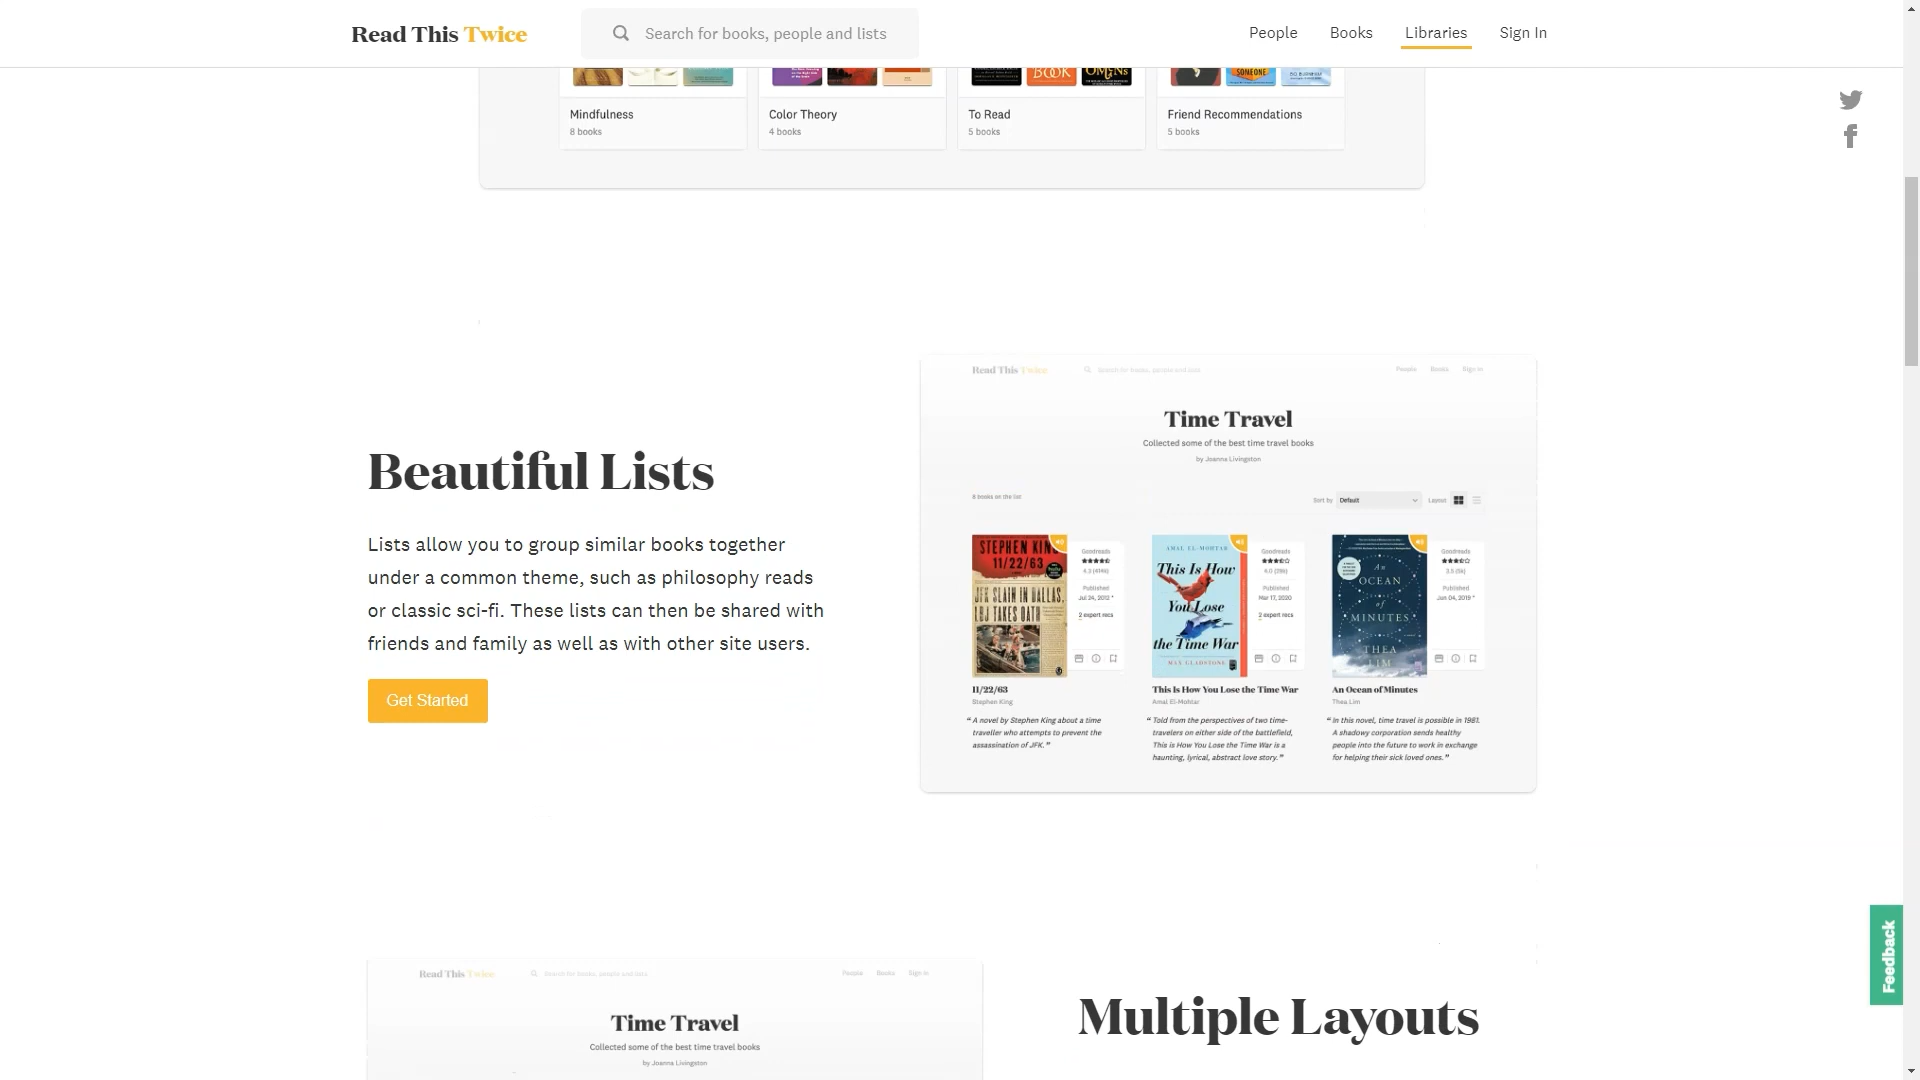 Read This Twice
Search for books, people and lists
People
Books
Libraries
Sign In
BOOK
OMENS
SOMEONE
BO BURNHAM
Mindfulness
8 books
Color Theory
4 books
To Read
5 books
Friend Recommendations
5 books
Beautiful Lists
Lists allow you to group similar books together
under a common theme, such as philosophy reads
or classic sci-fi. These lists can then be shared with
friends and family as well as with other site users.
Get Started
Read This Twice
Search for books, people and lists
People
Books
Sign In
Time Travel
Collected some of the best time travel books
by Joanna Livingston
8 books on the list
Sort by
Default
Layout
STEPHEN KING
11/22/63
JFK SLAIN IN DALLAS,
LBJ TAKES OATH
Goodreads
4.3 (414k)
Published
Jul 24, 2012 *
2 expert recs
11/22/63
Stephen King
“ A novel by Stephen King about a time
traveller who attempts to prevent the
assassination of JFK. ”
AMAL EL-MOHTAR
This Is How
You Lose
the Time War
MAX GLADSTONE
Goodreads
4.0 (28k)
Published
Mar 17, 2020
2 expert recs
This Is How You Lose the Time War
Amal El-Mohtar
“ Told from the perspectives of two time-
travelers on either side of the battlefield,
This is How You Lose the Time War is a
haunting, lyrical, abstract love story. ”
An
OCEAN
of
MINUTES
THEA
LIM
Goodreads
3.5 (5k)
Published
Jun 04, 2019 *
An Ocean of Minutes
Thea Lim
“ In this novel, time travel is possible in 1981.
A shadowy corporation sends healthy
people into the future to work in exchange
for helping their sick loved ones. ”
Feedback
Read This Twice
Search for books, people and lists
People
Books
Sign In
Time Travel
Collected some of the best time travel books
by Joanna Livingston
Multiple Layouts